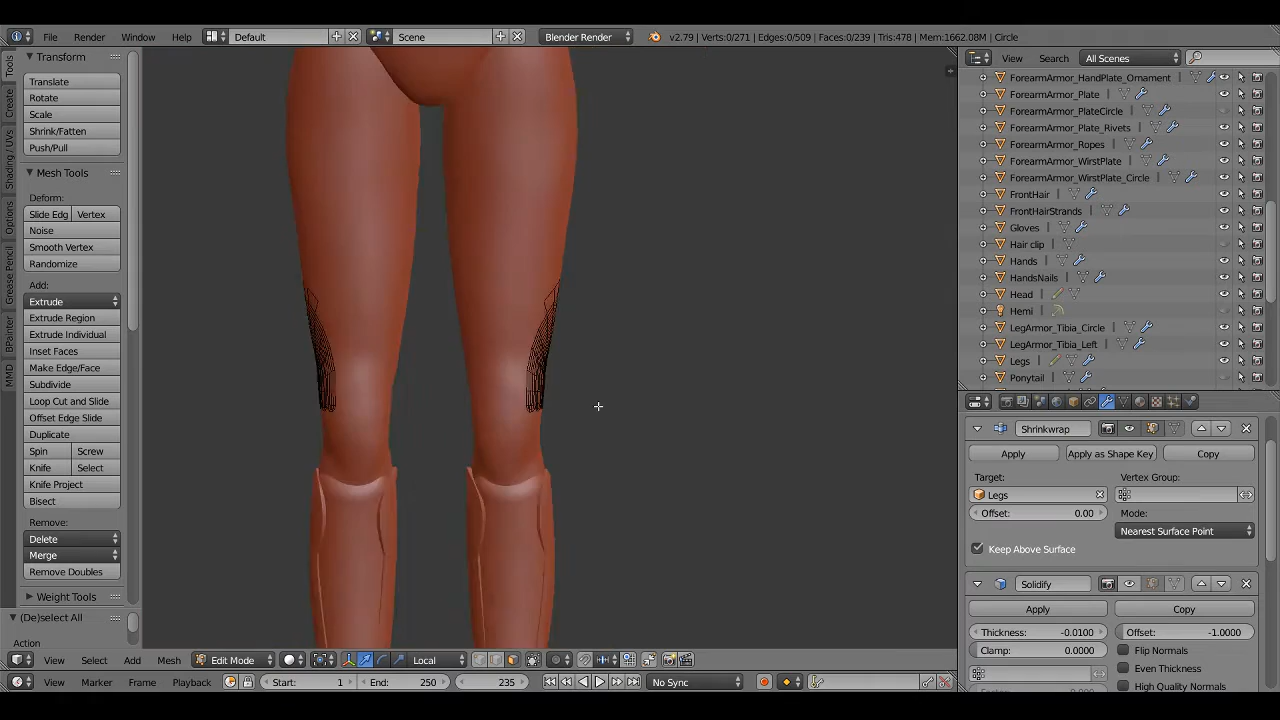 File Render Window Help Default Scene Blender Render v2.79 Verts:0/271 | Edges:0/509 | Faces:0/239 | Tris:478 | Mem:1662.08M | Circle
Tools
Create
Shading / UVs
Options
Grease Pencil
BPainter
MMD
Transform
Translate
Rotate
Scale
Shrink/Fatten
Push/Pull
Mesh Tools
Deform:
Slide Edg Vertex
Noise
Smooth Vertex
Randomize
Add:
Extrude
Extrude Region
Extrude Individual
Inset Faces
Make Edge/Face
Subdivide
Loop Cut and Slide
Offset Edge Slide
Duplicate
Spin Screw
Knife Select
Knife Project
Bisect
Remove:
Delete
Merge
Remove Doubles
Weight Tools
(De)select All
Action
View Search All Scenes
ForearmArmor_HandPlate_Ornament
ForearmArmor_Plate
ForearmArmor_PlateCircle
ForearmArmor_Plate_Rivets
ForearmArmor_Ropes
ForearmArmor_WirstPlate
ForearmArmor_WirstPlate_Circle
FrontHair
FrontHairStrands
Gloves
Hair clip
Hands
HandsNails
Head
Hemi
LegArmor_Tibia_Circle
LegArmor_Tibia_Left
Legs
Ponytail
Shrinkwrap
Apply Apply as Shape Key Copy
Target: Vertex Group:
Legs
Offset: 0.00 Mode:
Nearest Surface Point
Keep Above Surface
Solidify
Apply Copy
Thickness: -0.0100 Offset: -1.0000
Clamp: 0.0000 Flip Normals
Even Thickness
High Quality Normals
View Select Add Mesh Edit Mode Local
View Marker Frame Playback Start: 1 End: 250 235 No Sync